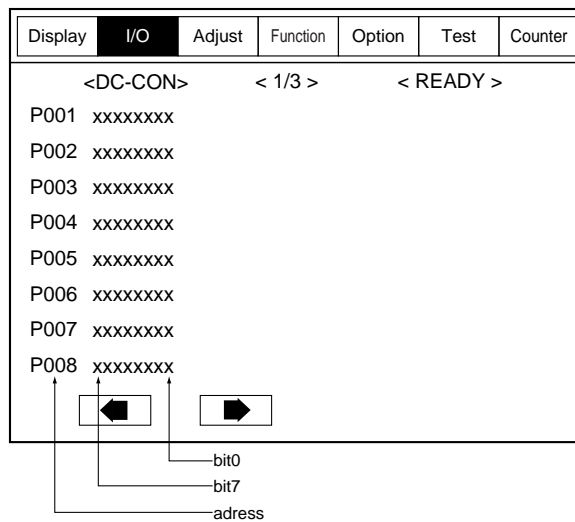 Display I/O Adjust Function Option Test Counter
<DC-CON> < 1/3 > < READY >
P001 xxxxxxxx
P002 xxxxxxxx
P003 xxxxxxxx
P004 xxxxxxxx
P005 xxxxxxxx
P006 xxxxxxxx
P007 xxxxxxxx
P008 xxxxxxxx
bit0
bit7
adress